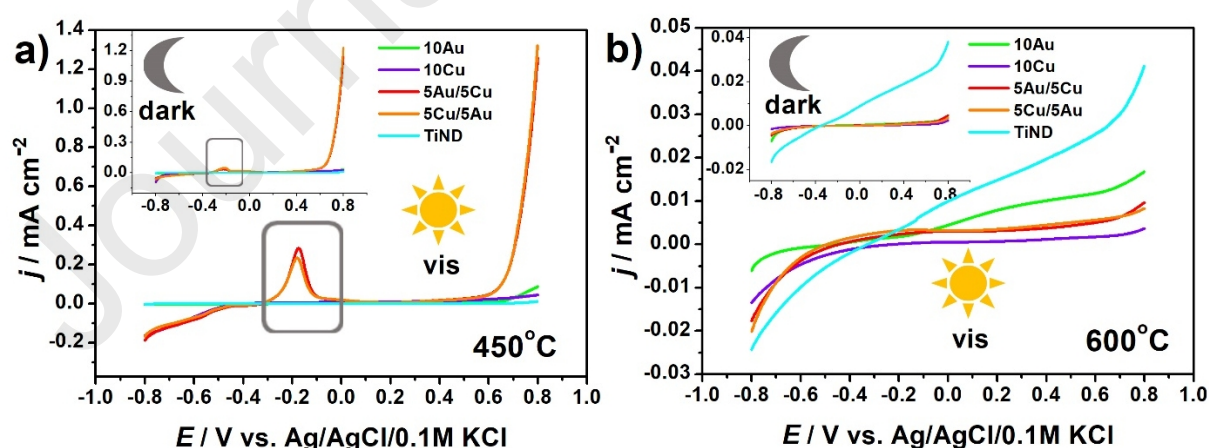 Journ
a)
1.4
1.2
1.0
0.8
0.6
0.4
0.2
0.0
-0.2
j / mA cm⁻²
-1.0 -0.8 -0.6 -0.4 -0.2 0.0 0.2 0.4 0.6 0.8 1.0
E / V vs. Ag/AgCl/0.1M KCl
1.2
0.9
0.6
0.3
0.0
-0.8 -0.4 0.0 0.4 0.8
dark
10Au
10Cu
5Au/5Cu
5Cu/5Au
TiND
vis
450°C
b)
0.05
0.04
0.03
0.02
0.01
0.00
-0.01
-0.02
0.03
j / mA cm⁻²
-1.0 -0.8 -0.6 -0.4 -0.2 0.0 0.2 0.4 0.6 0.8 1.0
E / V vs. Ag/AgCl/0.1M KCl
0.04
0.02
0.00
-0.02
-0.8 -0.4 0.0 0.4 0.8
dark
10Au
10Cu
5Au/5Cu
5Cu/5Au
TiND
vis
600°C